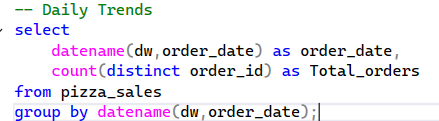 -- Daily Trends
select
    datename(dw,order_date) as order_date,
    count(distinct order_id) as Total_orders
from pizza_sales
group by datename(dw,order_date);